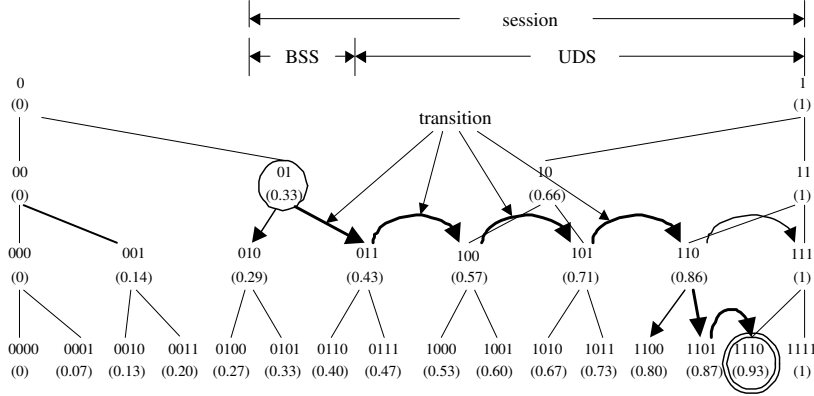 session
BSS UDS
0 1
(0) (1)
transition
00 01 10 11
(0) (0.33) (0.66) (1)
000 001 010 011 100 101 110 111
(0) (0.14) (0.29) (0.43) (0.57) (0.71) (0.86) (1)
0000 0001 0010 0011 0100 0101 0110 0111 1000 1001 1010 1011 1100 1101 1110 1111
(0) (0.07) (0.13) (0.20) (0.27) (0.33) (0.40) (0.47) (0.53) (0.60) (0.67) (0.73) (0.80) (0.87) (0.93) (1)